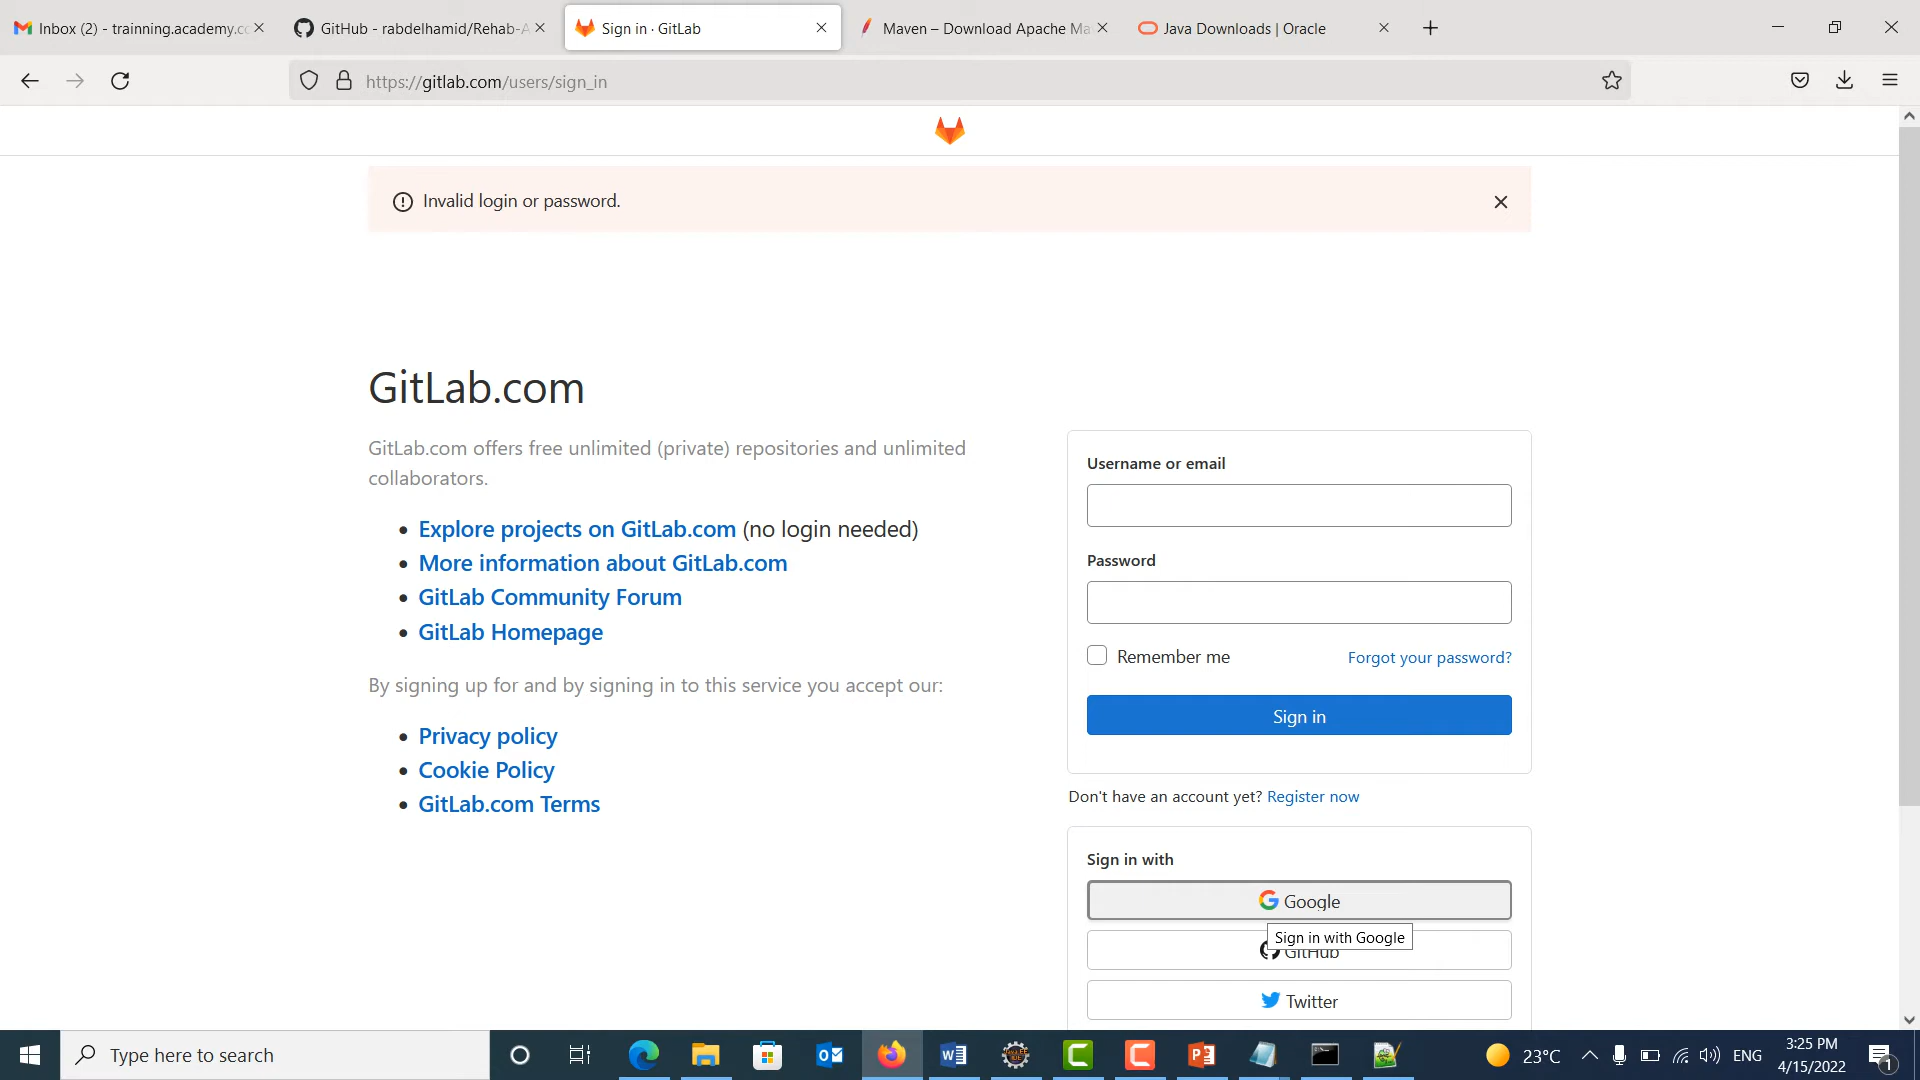 Inbox (2) - trainning.academy.co
GitHub - rabdelhamid/Rehab-A
Sign in · GitLab
Maven – Download Apache Ma
Java Downloads | Oracle
https://gitlab.com/users/sign_in
Invalid login or password.
GitLab.com
GitLab.com offers free unlimited (private) repositories and unlimited
collaborators.
Explore projects on GitLab.com (no login needed)
More information about GitLab.com
GitLab Community Forum
GitLab Homepage
By signing up for and by signing in to this service you accept our:
Privacy policy
Cookie Policy
GitLab.com Terms
Username or email
Password
Remember me
Forgot your password?
Sign in
Don't have an account yet? Register now
Sign in with
Google
Sign in with Google
GitHub
Twitter
Type here to search
23°C
ENG
3:25 PM
4/15/2022
1